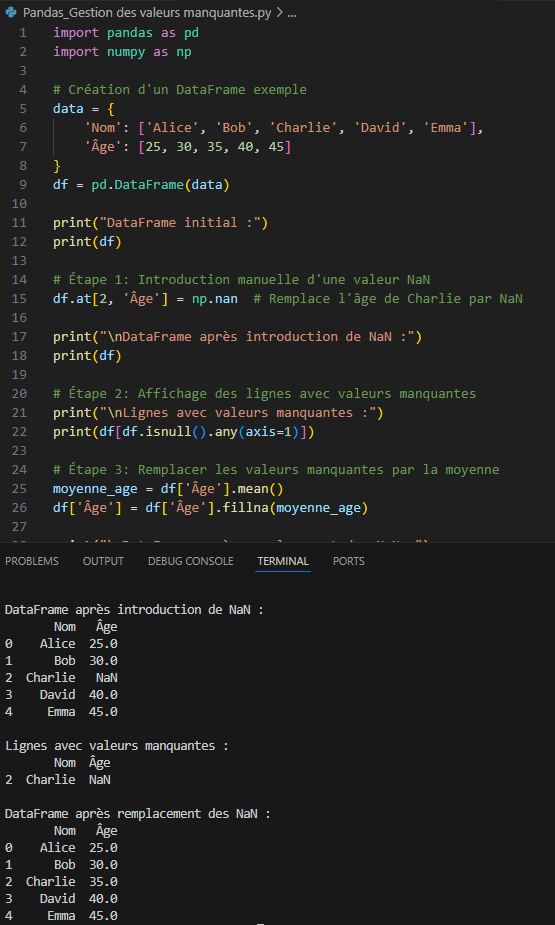 Pandas_Gestion des valeurs manquantes.py > ...
1 import pandas as pd
2 import numpy as np
3
4 # Création d'un DataFrame exemple
5 data = {
6     'Nom': ['Alice', 'Bob', 'Charlie', 'David', 'Emma'],
7     'Âge': [25, 30, 35, 40, 45]
8 }
9 df = pd.DataFrame(data)
10
11 print("DataFrame initial :")
12 print(df)
13
14 # Étape 1: Introduction manuelle d'une valeur NaN
15 df.at[2, 'Âge'] = np.nan  # Remplace l'âge de Charlie par NaN
16
17 print("\nDataFrame après introduction de NaN :")
18 print(df)
19
20 # Étape 2: Affichage des lignes avec valeurs manquantes
21 print("\nLignes avec valeurs manquantes :")
22 print(df[df.isnull().any(axis=1)])
23
24 # Étape 3: Remplacer les valeurs manquantes par la moyenne
25 moyenne_age = df['Âge'].mean()
26 df['Âge'] = df['Âge'].fillna(moyenne_age)
27
PROBLEMS OUTPUT DEBUG CONSOLE TERMINAL PORTS
DataFrame après introduction de NaN :
       Nom   Âge
0    Alice  25.0
1      Bob  30.0
2  Charlie   NaN
3    David  40.0
4     Emma  45.0
Lignes avec valeurs manquantes :
       Nom  Âge
2  Charlie  NaN
DataFrame après remplacement des NaN :
       Nom   Âge
0    Alice  25.0
1      Bob  30.0
2  Charlie  35.0
3    David  40.0
4     Emma  45.0